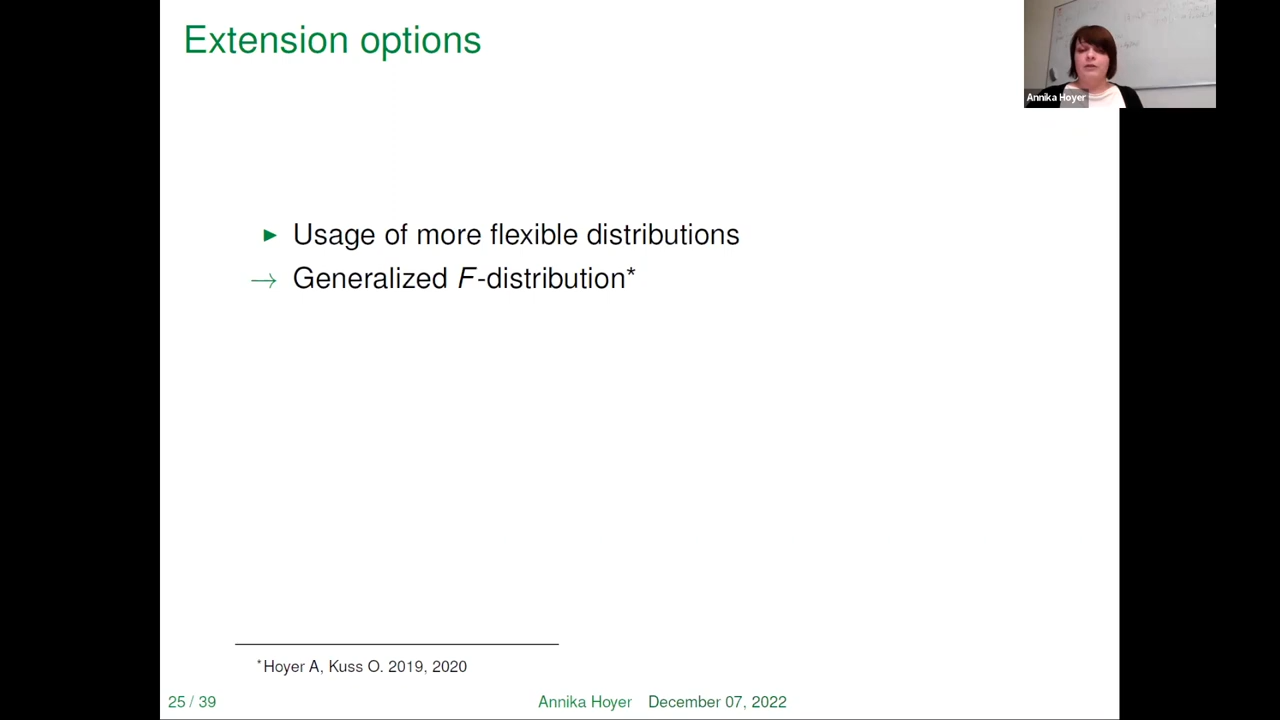 Extension options
Annika Hoyer
► Usage of more flexible distributions
→ Generalized F-distribution*
*Hoyer A, Kuss O. 2019, 2020
25 / 39
Annika Hoyer December 07, 2022